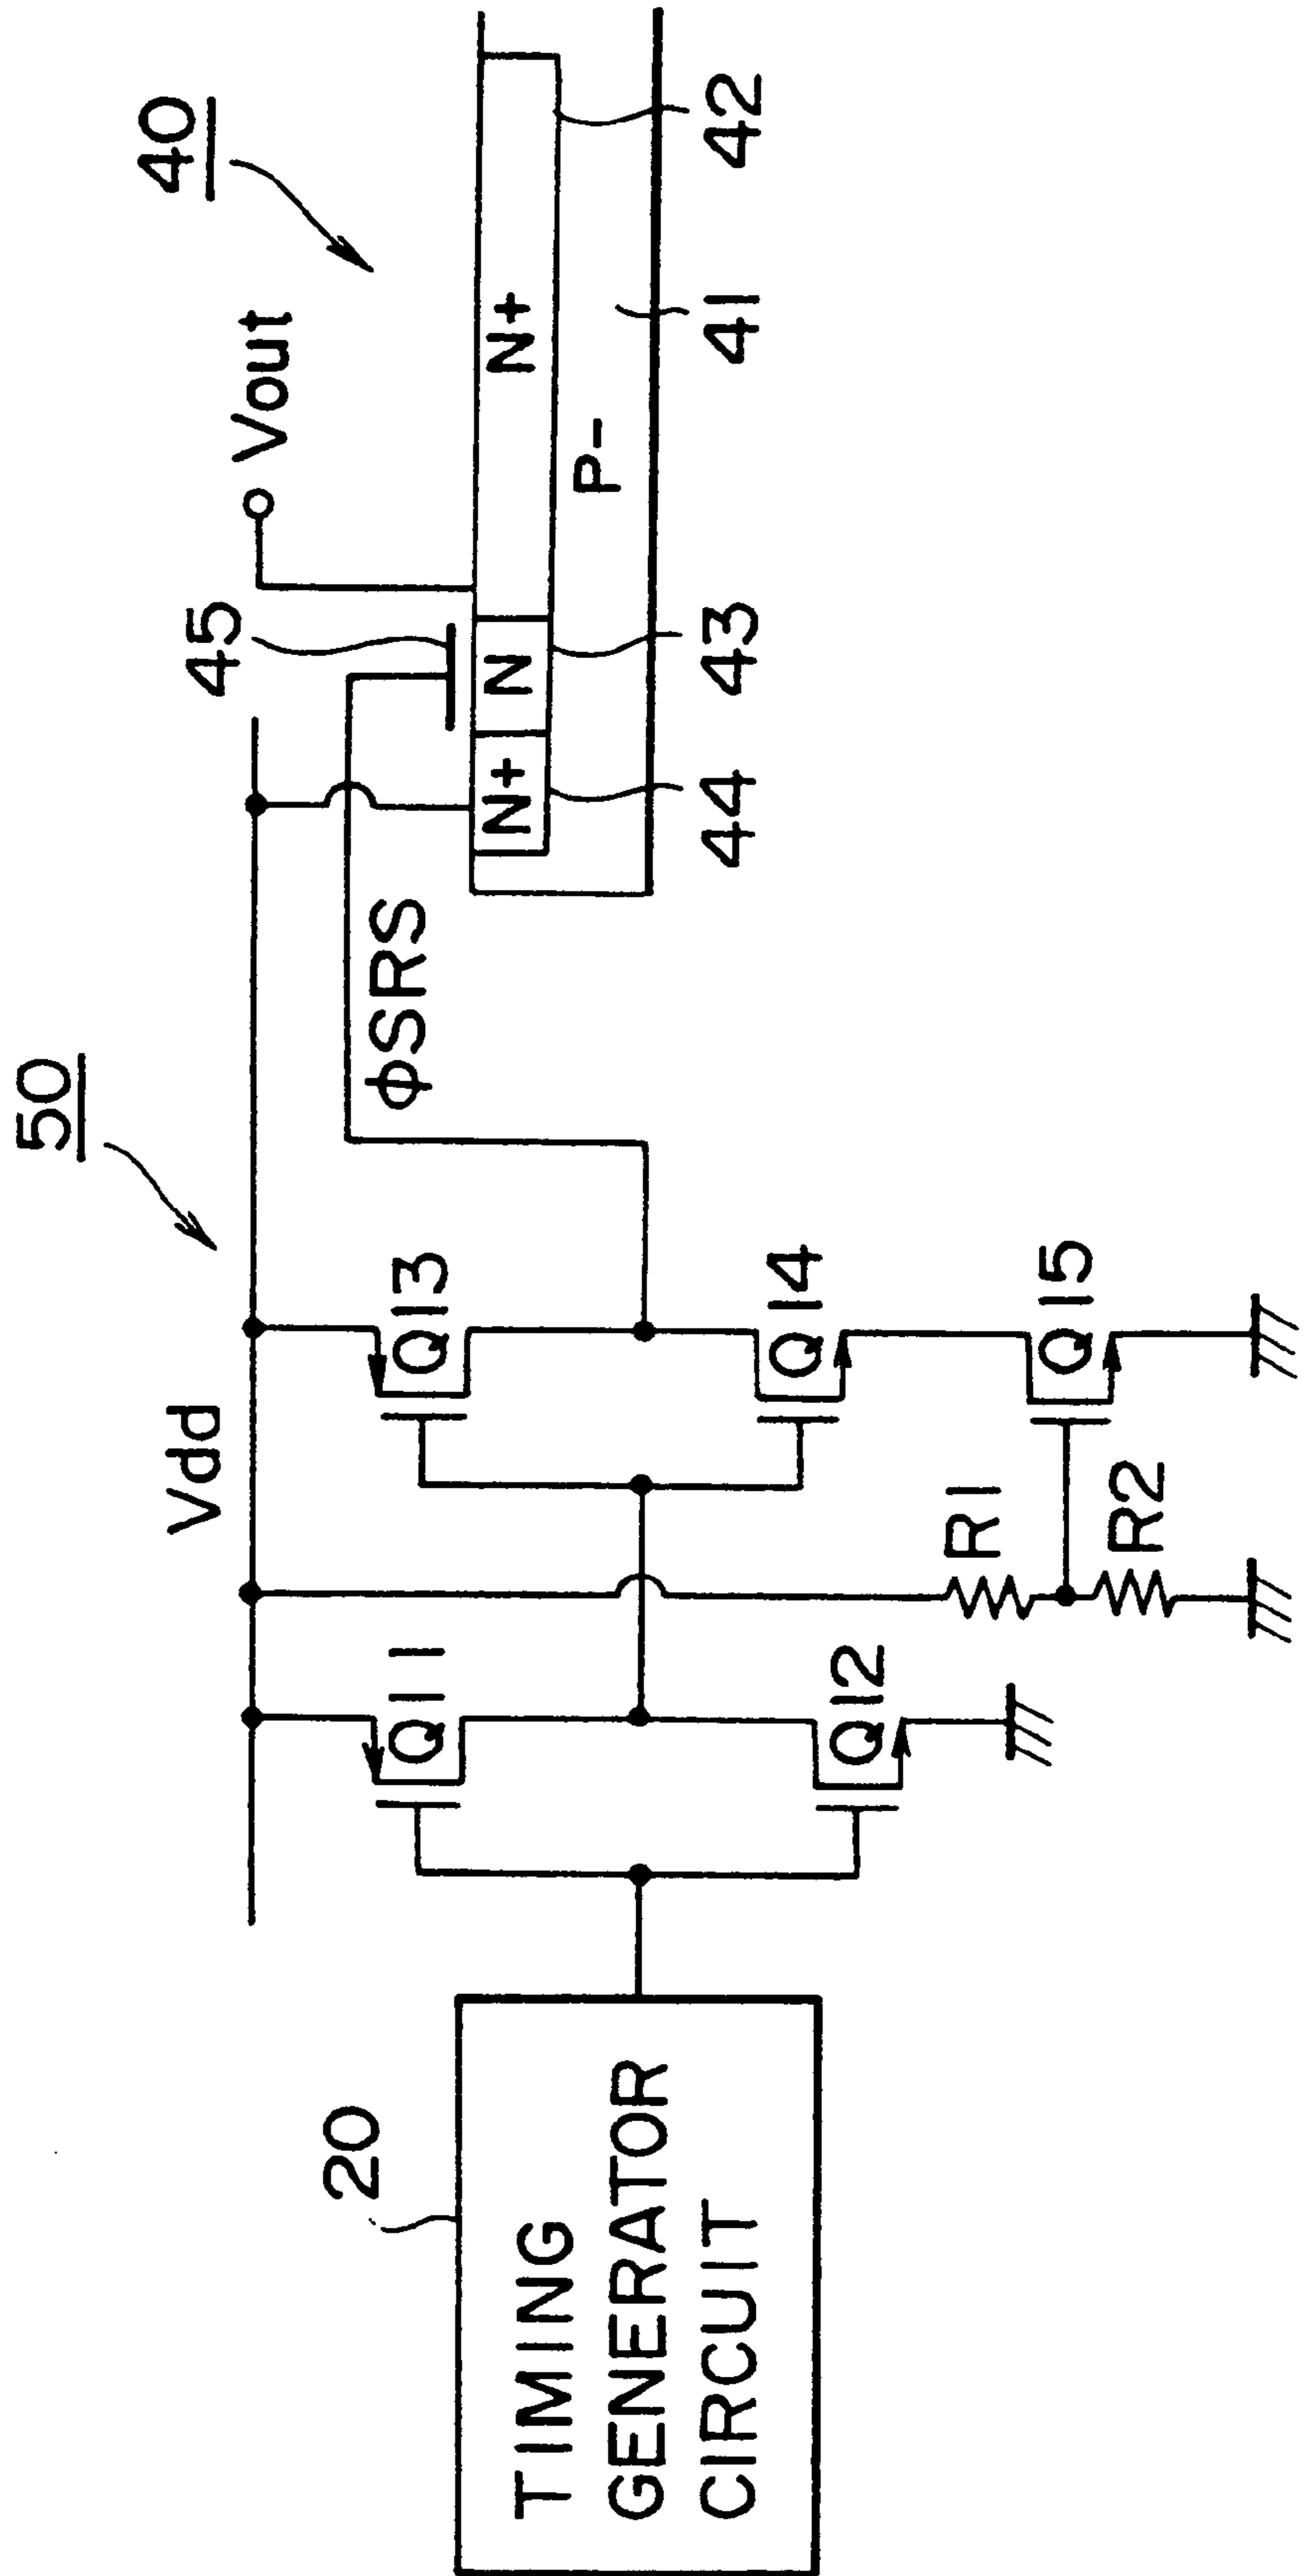 50
40
Vdd
Vout
45
φSRS
Q11
Q13
N+
N
N+
P-
20
TIMING
GENERATOR
CIRCUIT
Q12
Q14
R1
Q15
R2
44
43
41
42